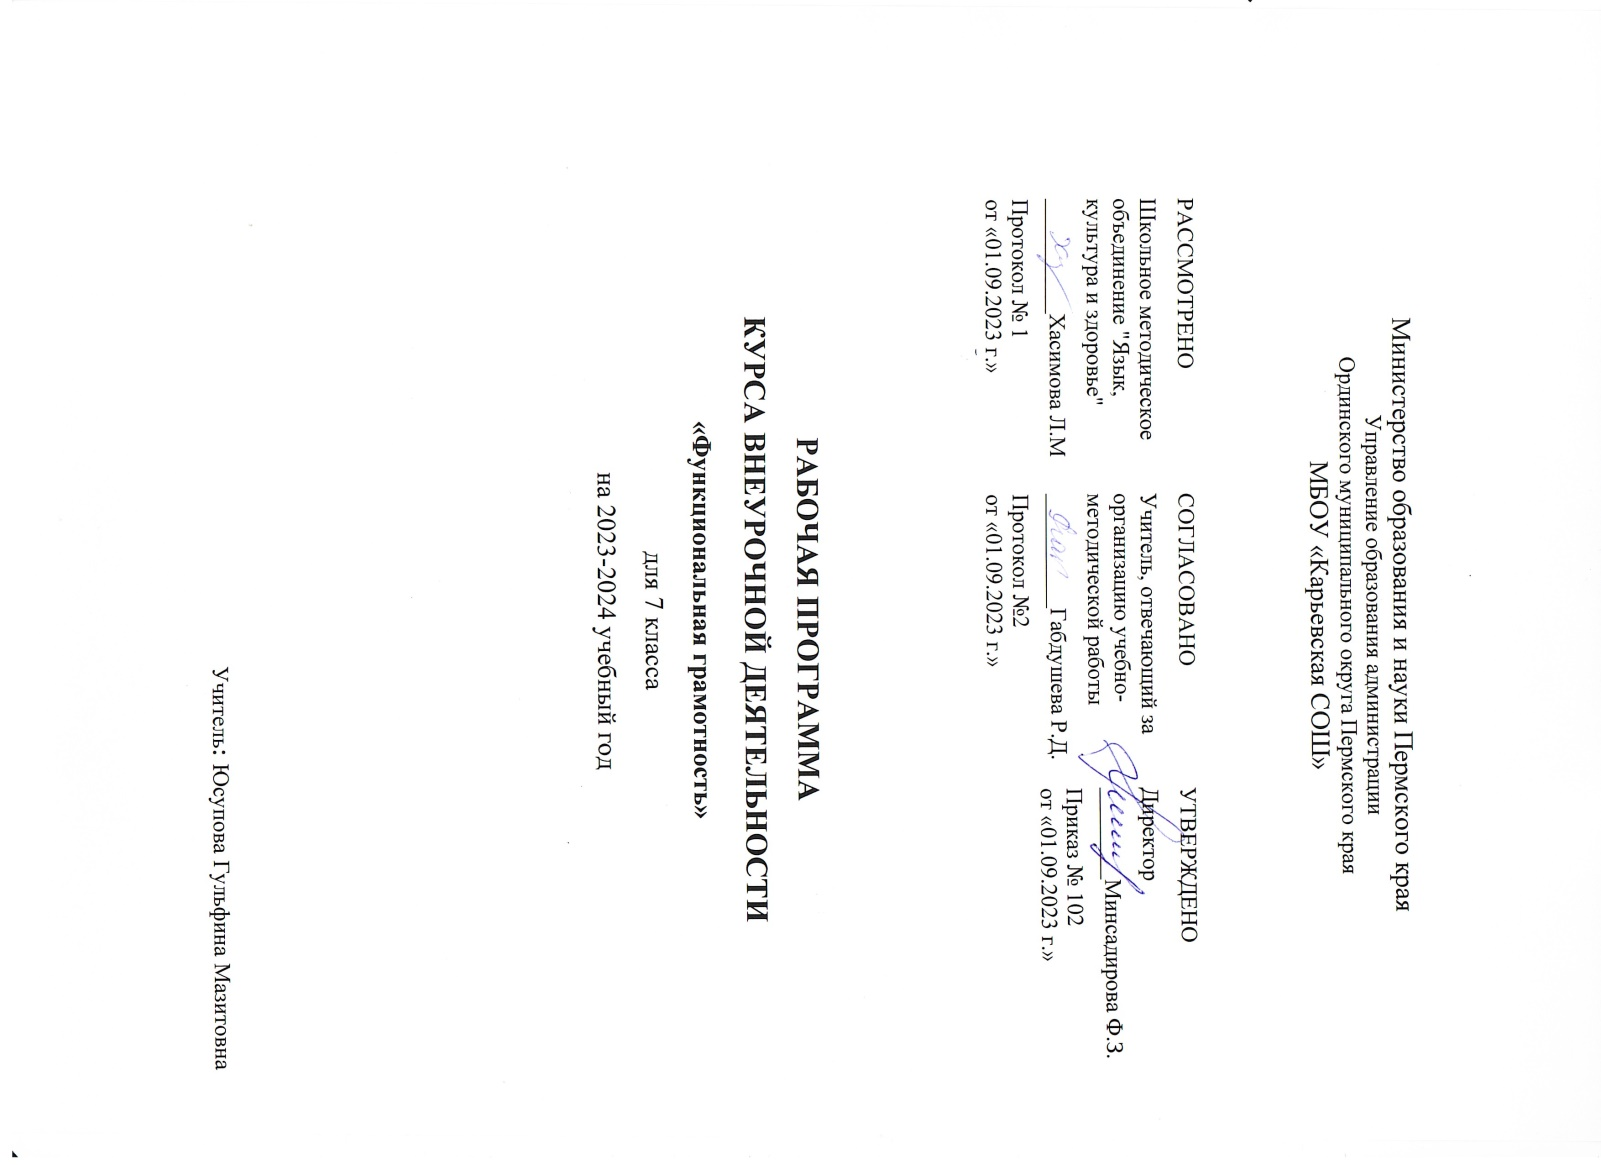 Министерство образования и науки Пермского края
Управление образования администрации
Ординского муниципального округа Пермского края
МБОУ «Карьевская СОШ»
РАССМОТРЕНО
Школьное методическое
объединение "Язык,
культура и здоровье"
Хасимова Л.М
Протокол № 1
от «01.09.2023 г.»
СОГЛАСОВАНО
Учитель, отвечающий за
организацию учебно-
методической работы
Габдушева Р.Д.
Протокол №2
от «01.09.2023 г.»
УТВЕРЖДЕНО
Директор
Минсадирова Ф.З.
Приказ № 102
от «01.09.2023 г.»
РАБОЧАЯ ПРОГРАММА
КУРСА ВНЕУРОЧНОЙ ДЕЯТЕЛЬНОСТИ
«Функциональная грамотность»
для 7 класса
на 2023-2024 учебный год
Учитель: Юсупова Гульфина Мазитовна